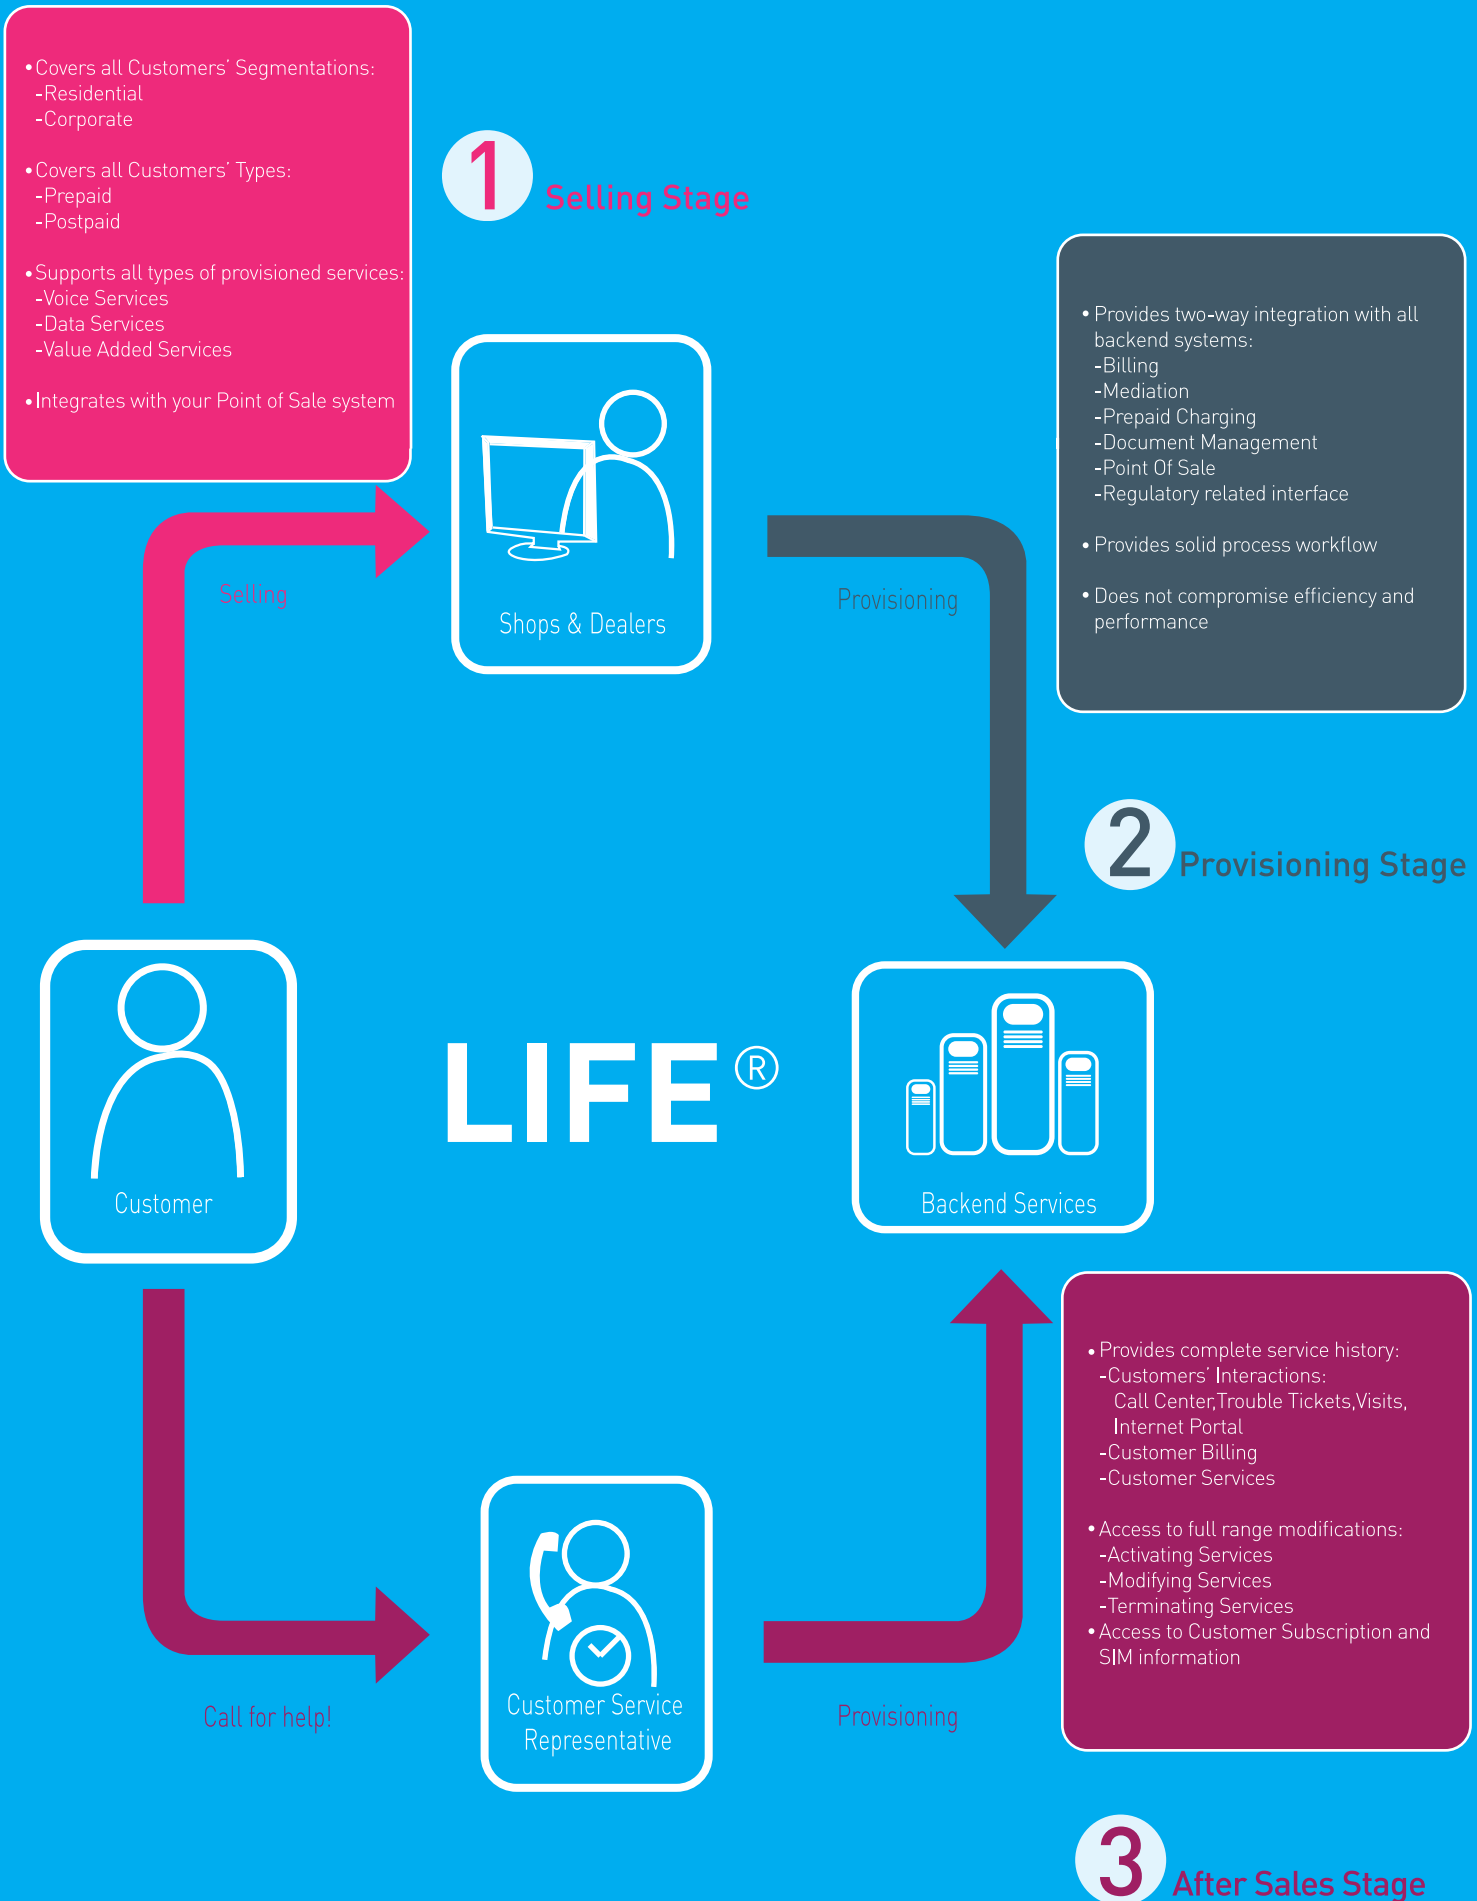 •Covers all Customers’ Segmentations:
-Residential
-Corporate
•Covers all Customers’ Types:
-Prepaid
-Postpaid
•Supports all types of provisioned services:
-Voice Services
-Data Services
-Value Added Services
•Integrates with your Point of Sale system
1 Selling Stage
Selling
Shops & Dealers
Provisioning
• Provides two-way integration with all
backend systems:
-Billing
-Mediation
-Prepaid Charging
-Document Management
-Point Of Sale
-Regulatory related interface
• Provides solid process workflow
• Does not compromise efficiency and
performance
2 Provisioning Stage
Customer
LIFE®
Backend Services
Call for help!
Customer Service
Representative
Provisioning
•Provides complete service history:
-Customers’ Interactions:
Call Center,Trouble Tickets,Visits,
Internet Portal
-Customer Billing
-Customer Services
•Access to full range modifications:
-Activating Services
-Modifying Services
-Terminating Services
•Access to Customer Subscription and
SIM information
3 After Sales Stage